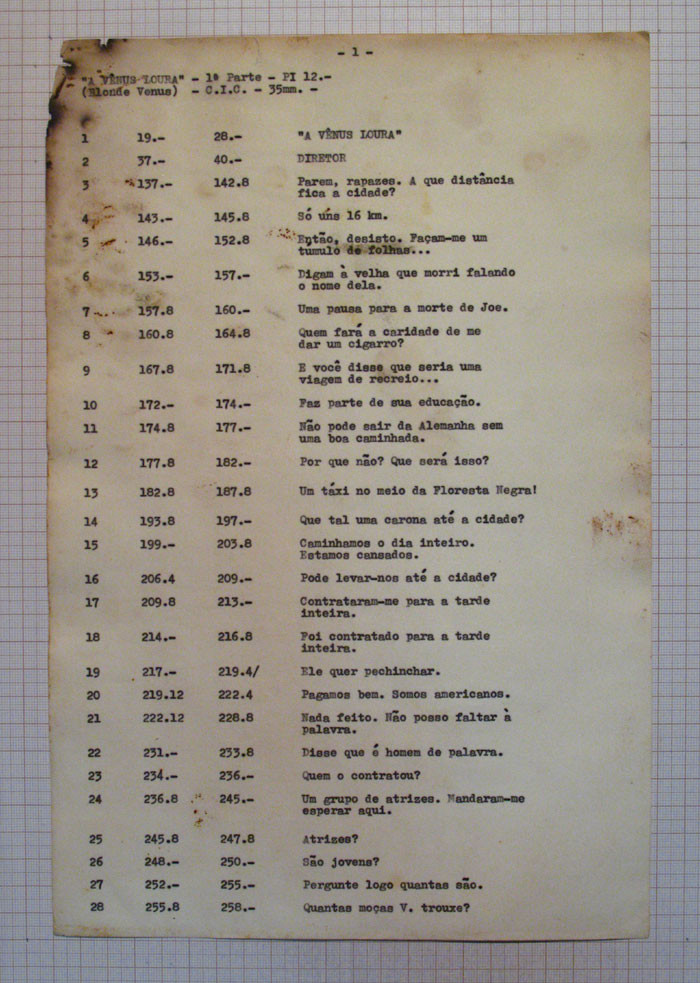 - 1 -
"A VÊNUS LOURA" - 1ª Parte - PI 12.-
(Blonde Venus) - C.I.C. - 35mm. -
1 19.- 28.- "A VÊNUS LOURA"
2 37.- 40.- DIRETOR
3 137.- 142.8 Parem, rapazes. A que distância
fica a cidade?
4 143.- 145.8 Só uns 16 km.
5 146.- 152.8 Então, desisto. Façam-me um
tumulo de folhas...
6 153.- 157.- Digam à velha que morri falando
o nome dela.
7 157.8 160.- Uma pausa para a morte de Joe.
8 160.8 164.8 Quem fará a caridade de me
dar um cigarro?
9 167.8 171.8 E você disse que seria uma
viagem de recreio...
10 172.- 174.- Faz parte de sua educação.
11 174.8 177.- Não pode sair da Alemanha sem
uma boa caminhada.
12 177.8 182.- Por que não? Que será isso?
13 182.8 187.8 Um táxi no meio da Floresta Negra!
14 193.8 197.- Que tal uma carona até a cidade?
15 199.- 203.8 Caminhamos o dia inteiro.
Estamos cansados.
16 206.4 209.- Pode levar-nos até a cidade?
17 209.8 213.- Contrataram-me para a tarde
inteira.
18 214.- 216.8 Foi contratado para a tarde
inteira.
19 217.- 219.4/ Ele quer pechinchar.
20 219.12 222.4 Pagamos bem. Somos americanos.
21 222.12 228.8 Nada feito. Não posso faltar à
palavra.
22 231.- 233.8 Disse que é homem de palavra.
23 234.- 236.- Quem o contratou?
24 236.8 245.- Um grupo de atrizes. Mandaram-me
esperar aqui.
25 245.8 247.8 Atrizes?
26 248.- 250.- São jovens?
27 252.- 255.- Pergunte logo quantas são.
28 255.8 258.- Quantas moças V. trouxe?